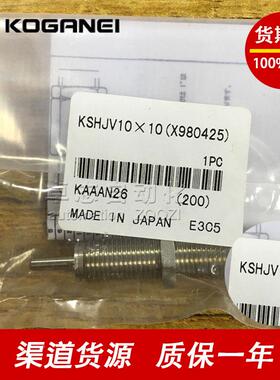 KOGANEI
货期
100%
KSHJV10×10(X980425)
1PC
KAAAN26
(200)
MADE IN JAPAN E305
KSHJV
渠道货源 质保一年